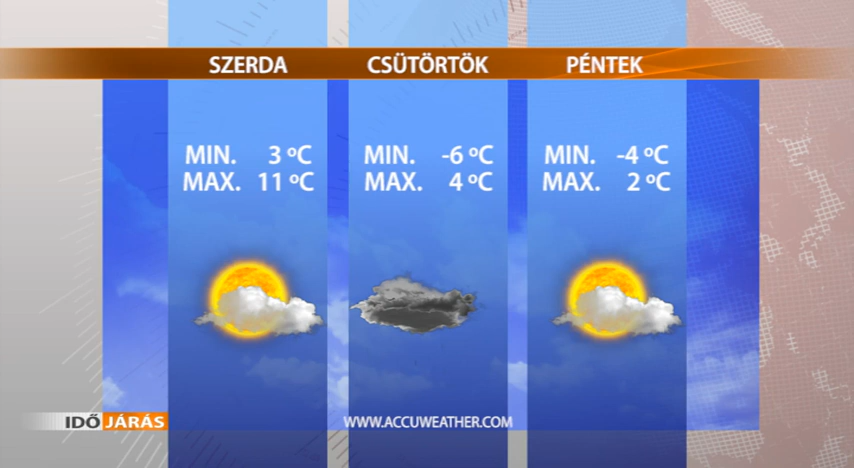 SZERDA
MIN. 3 ºC
MAX. 11 ºC
CSÜTÖRTÖK
MIN. -6 ºC
MAX. 4 ºC
PÉNTEK
MIN. -4 ºC
MAX. 2 ºC
IDŐJÁRÁS
WWW.ACCUWEATHER.COM